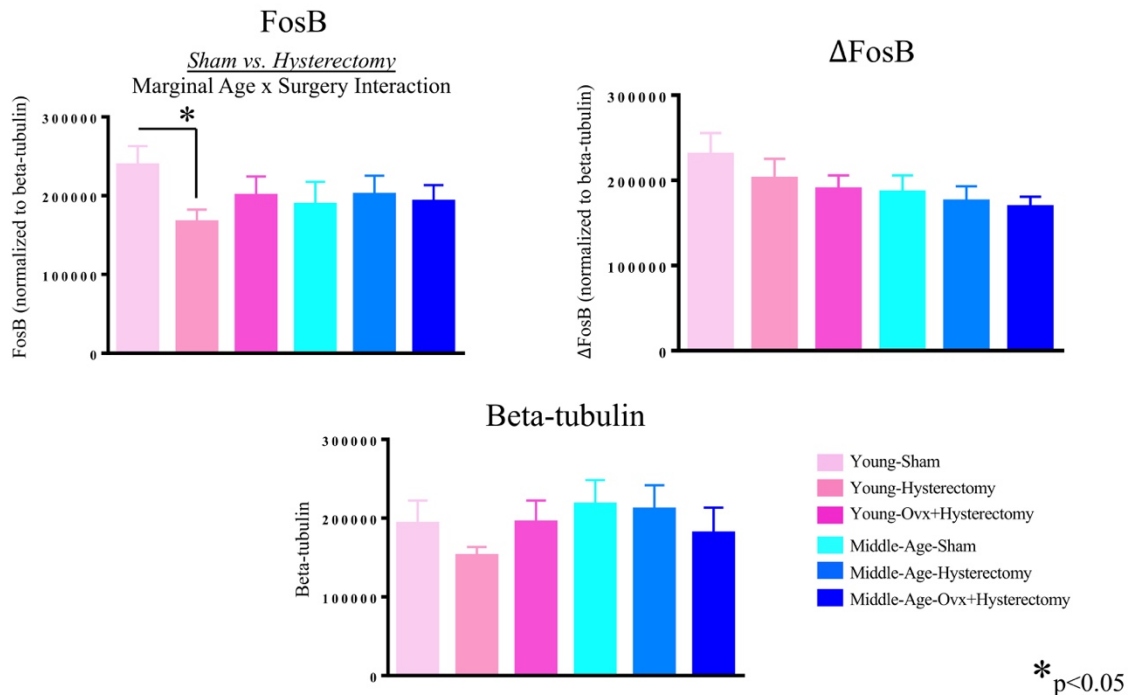 FosB
Sham vs. Hysterectomy
Marginal Age x Surgery Interaction
*
FosB (normalized to beta-tubulin)
300000
200000
100000
0
ΔFosB
ΔFosB (normalized to beta-tubulin)
300000
200000
100000
0
Beta-tubulin
Beta-tubulin
300000
200000
100000
0
Young-Sham
Young-Hysterectomy
Young-Ovx+Hysterectomy
Middle-Age-Sham
Middle-Age-Hysterectomy
Middle-Age-Ovx+Hysterectomy
* p<0.05